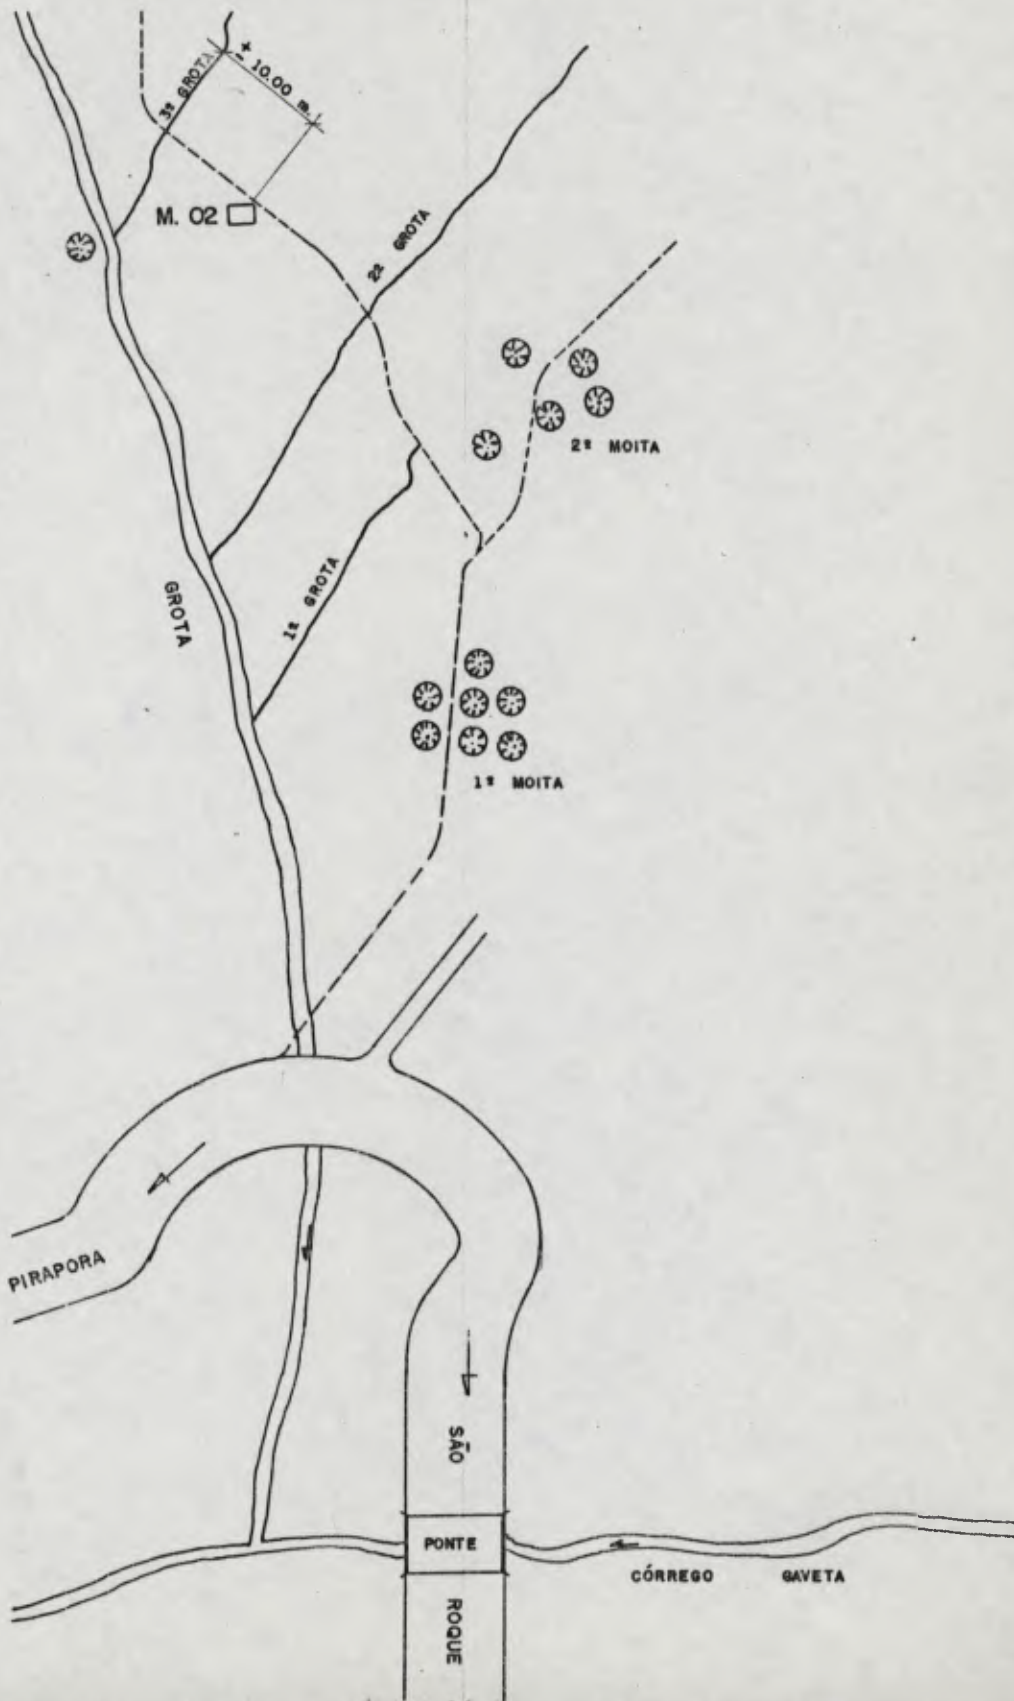 3ª GROTA
+- 10.00 m.
M. 02
2ª GROTA
2ª MOITA
GROTA
1ª GROTA
1ª MOITA
PIRAPORA
SÃO
PONTE
CÓRREGO GAVETA
ROQUE